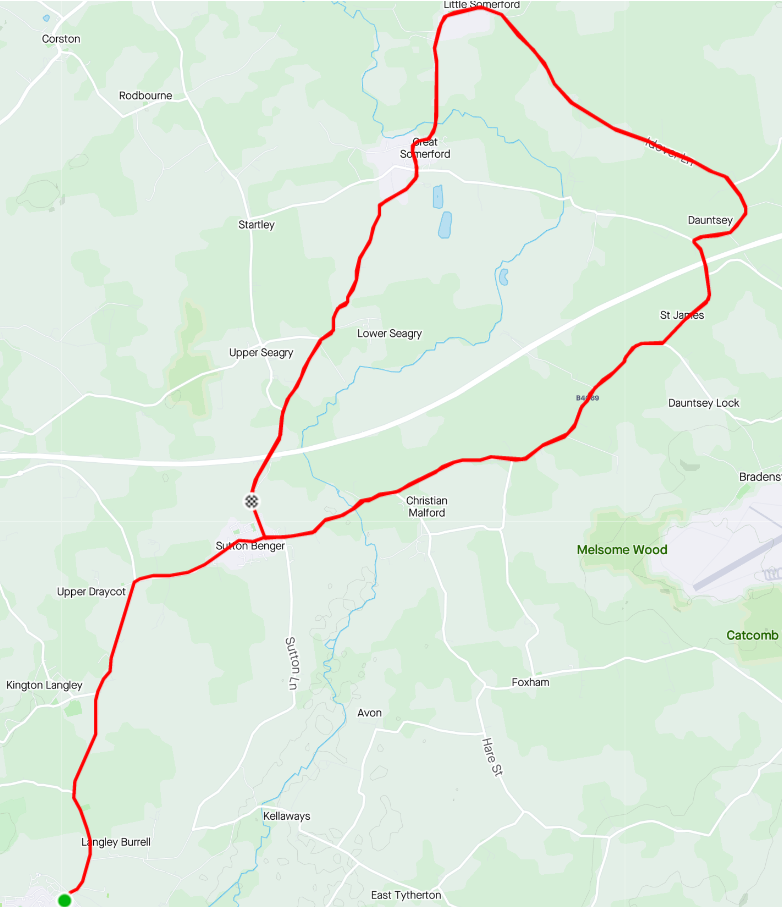 Little Somerford
Corston
Rodbourne
Great
Somerford
Idover Ln
Dauntsey
Startley
St James
Lower Seagry
Upper Seagry
B4069
Dauntsey Lock
Bradenst
Christian
Malford
Sutton Benger
Melsome Wood
Upper Draycot
Catcomb
Sutton Ln
Kington Langley
Foxham
Avon
Hare St
Kellaways
Langley Burrell
East Tytherton